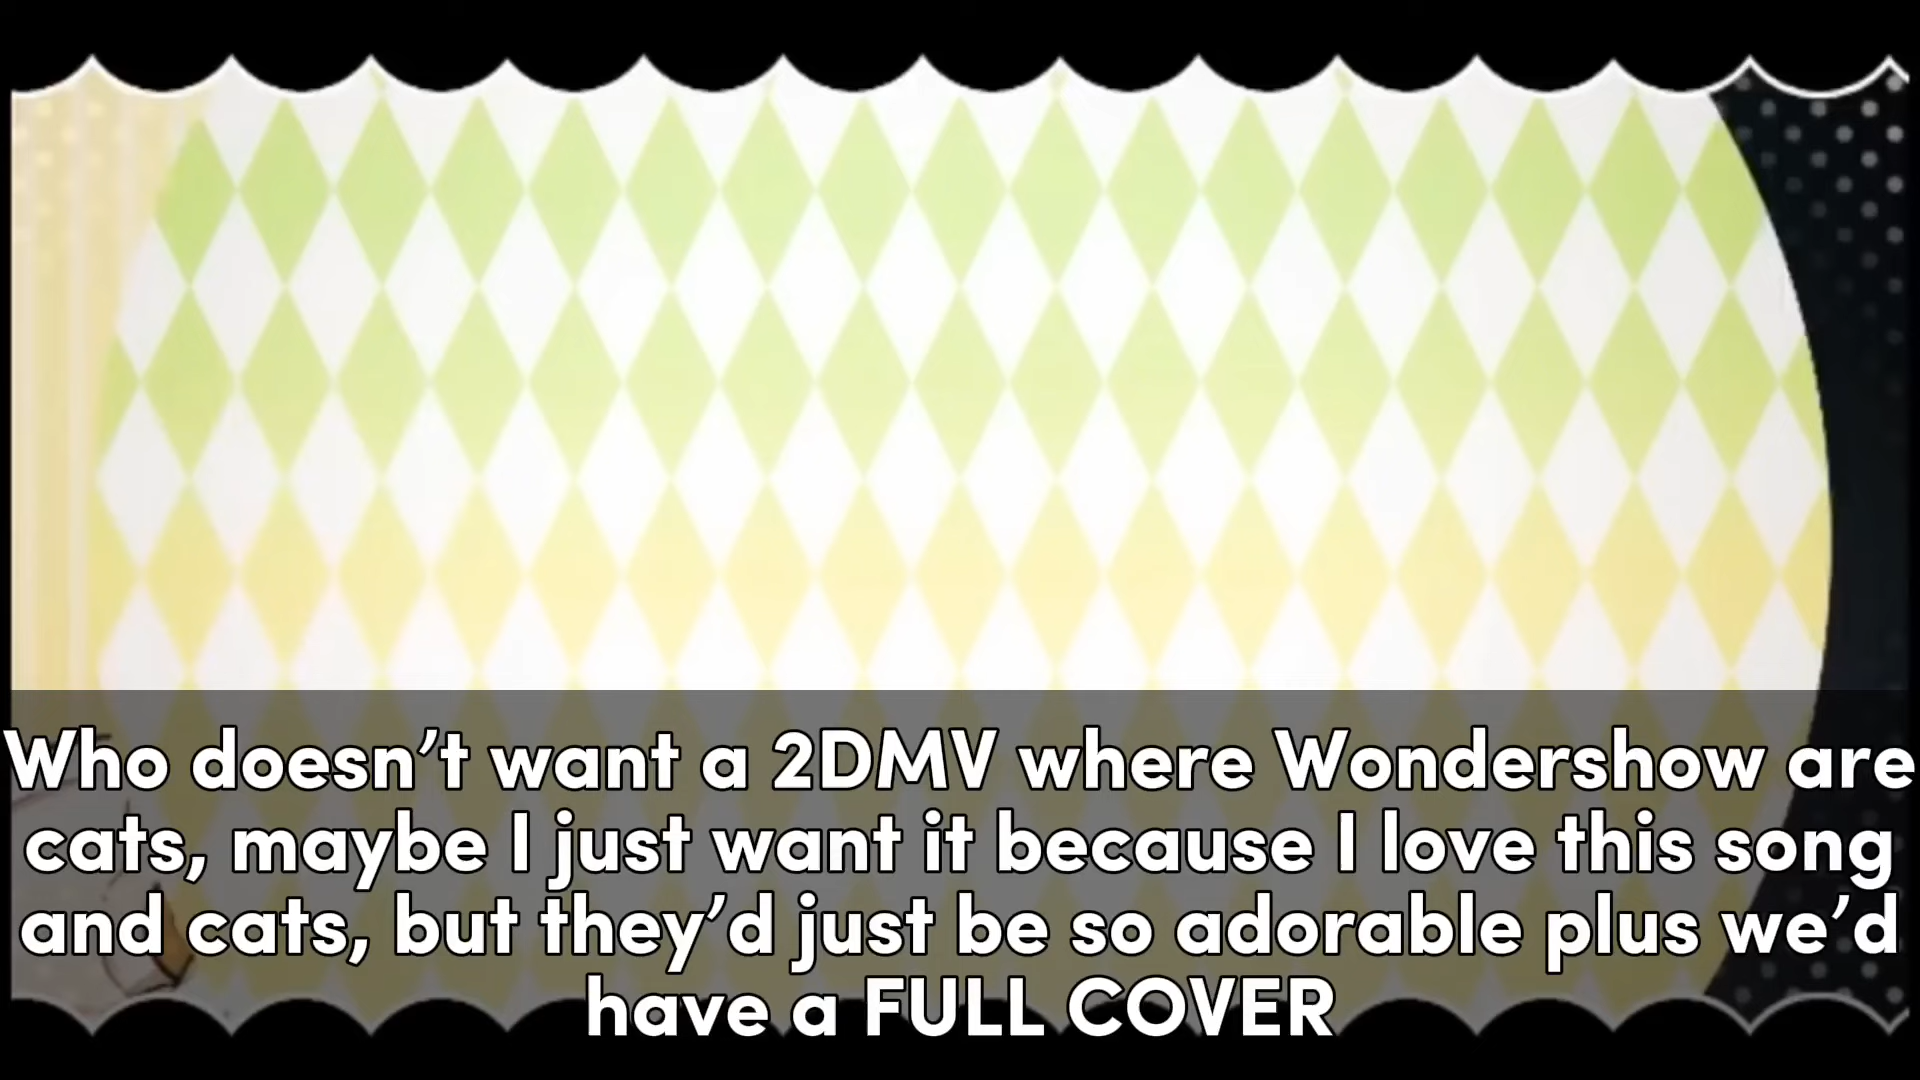 Who doesn’t want a 2DMV where Wondershow are
cats, maybe I just want it because I love this song
and cats, but they’d just be so adorable plus we’d
have a FULL COVER